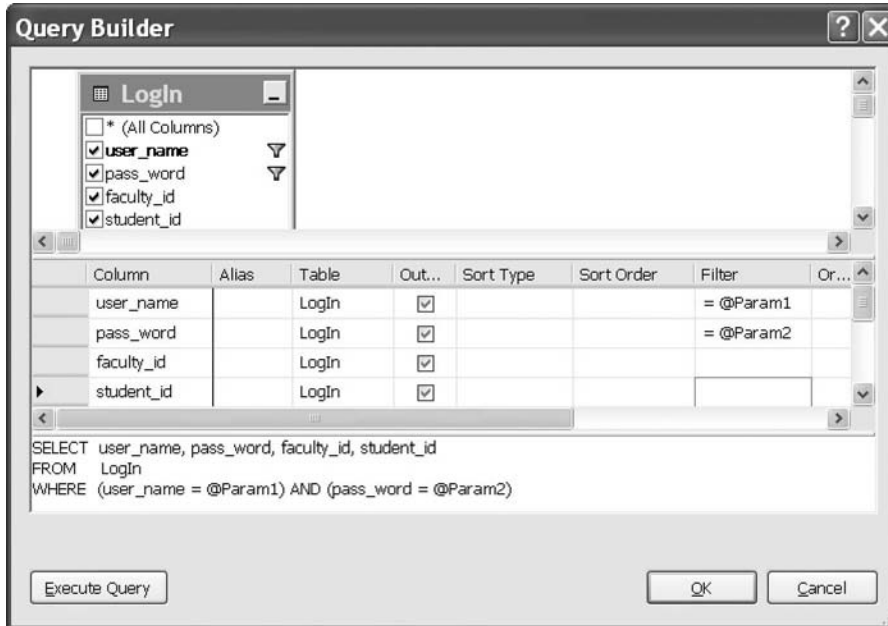 Query Builder
LogIn
* (All Columns)
user_name
pass_word
faculty_id
student_id
Column Alias Table Out... Sort Type Sort Order Filter Or...
user_name LogIn = @Param1
pass_word LogIn = @Param2
faculty_id LogIn
student_id LogIn
SELECT user_name, pass_word, faculty_id, student_id
FROM LogIn
WHERE (user_name = @Param1) AND (pass_word = @Param2)
Execute Query OK Cancel